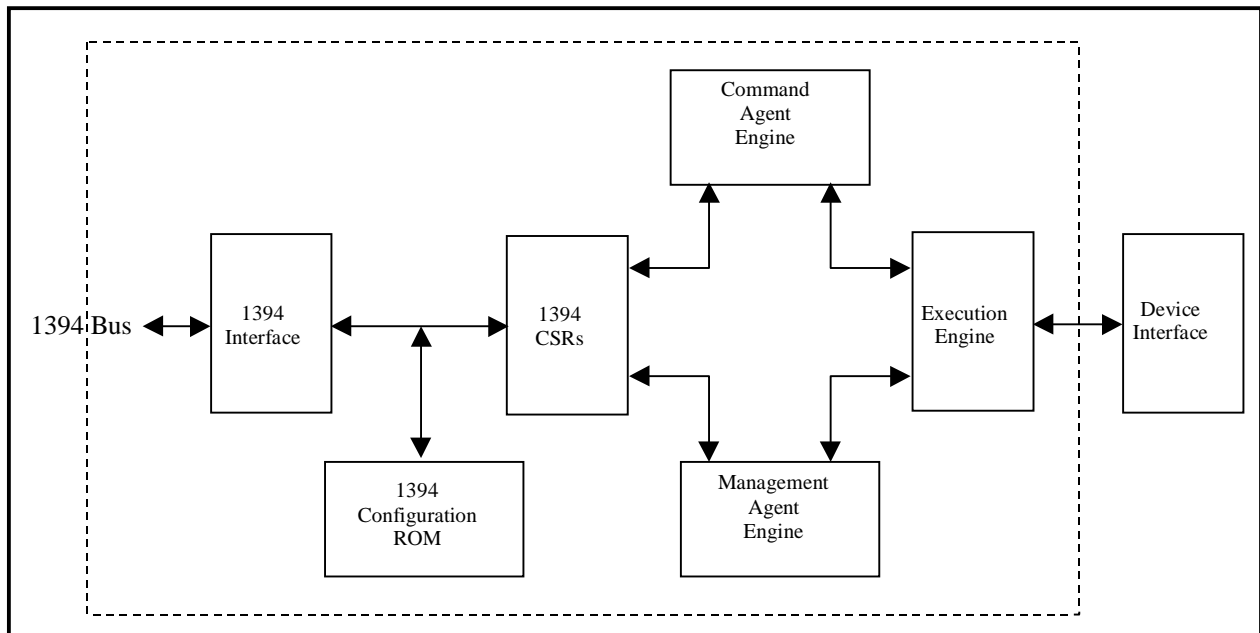 Command
Agent
Engine
1394 Bus
1394
Interface
1394
CSRs
Execution
Engine
Device
Interface
1394
Configuration
ROM
Management
Agent
Engine